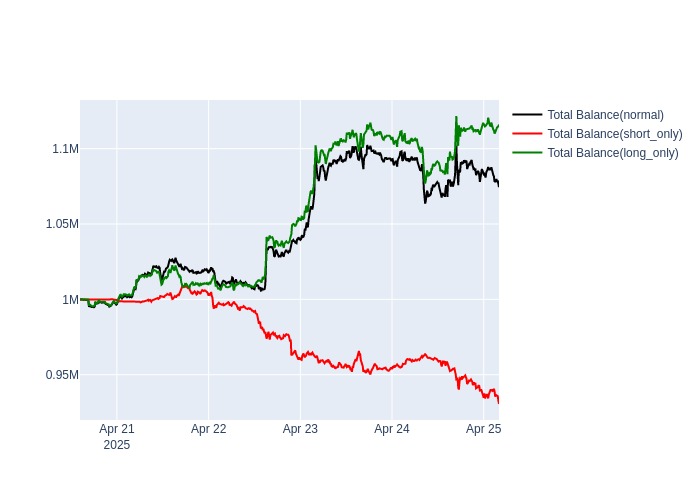 Total Balance(normal)
Total Balance(short_only)
Total Balance(long_only)
1.1M
1.05M
1M
0.95M
Apr 21
2025
Apr 22
Apr 23
Apr 24
Apr 25